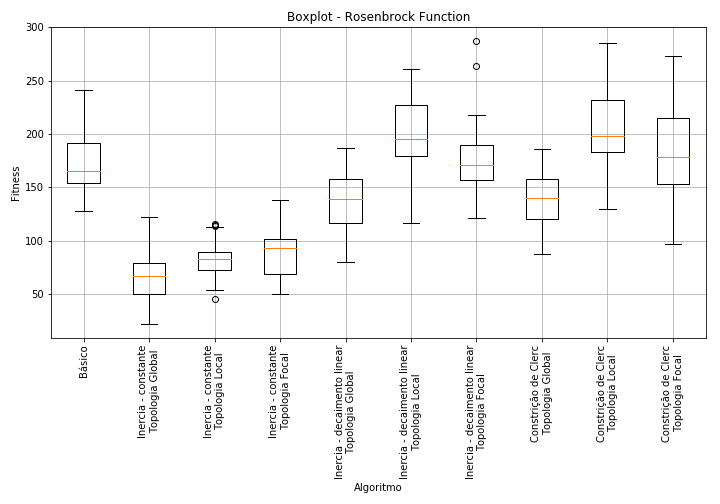 Boxplot - Rosenbrock Function
Fitness
300
250
200
150
100
50
Básico
Inercia - constante
Topologia Global
Inercia - constante
Topologia Local
Inercia - constante
Topologia Focal
Inercia - decaimento linear
Topologia Global
Inercia - decaimento linear
Topologia Local
Inercia - decaimento linear
Topologia Focal
Constrição de Clerc
Topologia Global
Constrição de Clerc
Topologia Local
Constrição de Clerc
Topologia Focal
Algoritmo